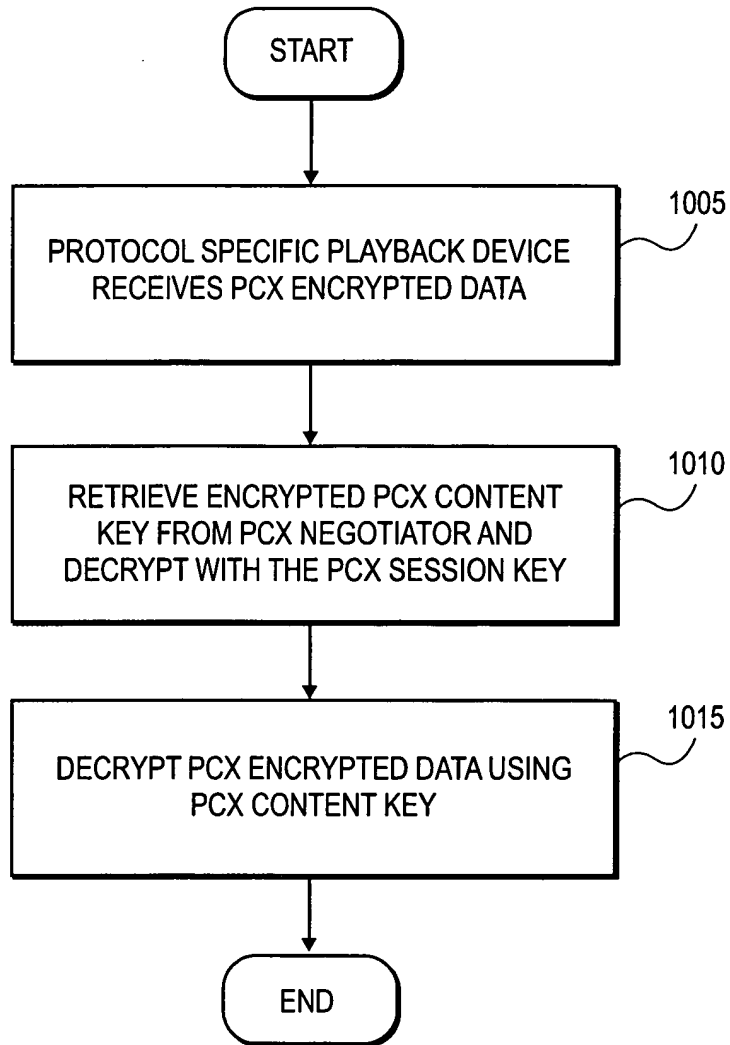 START
1005
PROTOCOL SPECIFIC PLAYBACK DEVICE
RECEIVES PCX ENCRYPTED DATA
1010
RETRIEVE ENCRYPTED PCX CONTENT
KEY FROM PCX NEGOTIATOR AND
DECRYPT WITH THE PCX SESSION KEY
1015
DECRYPT PCX ENCRYPTED DATA USING
PCX CONTENT KEY
END